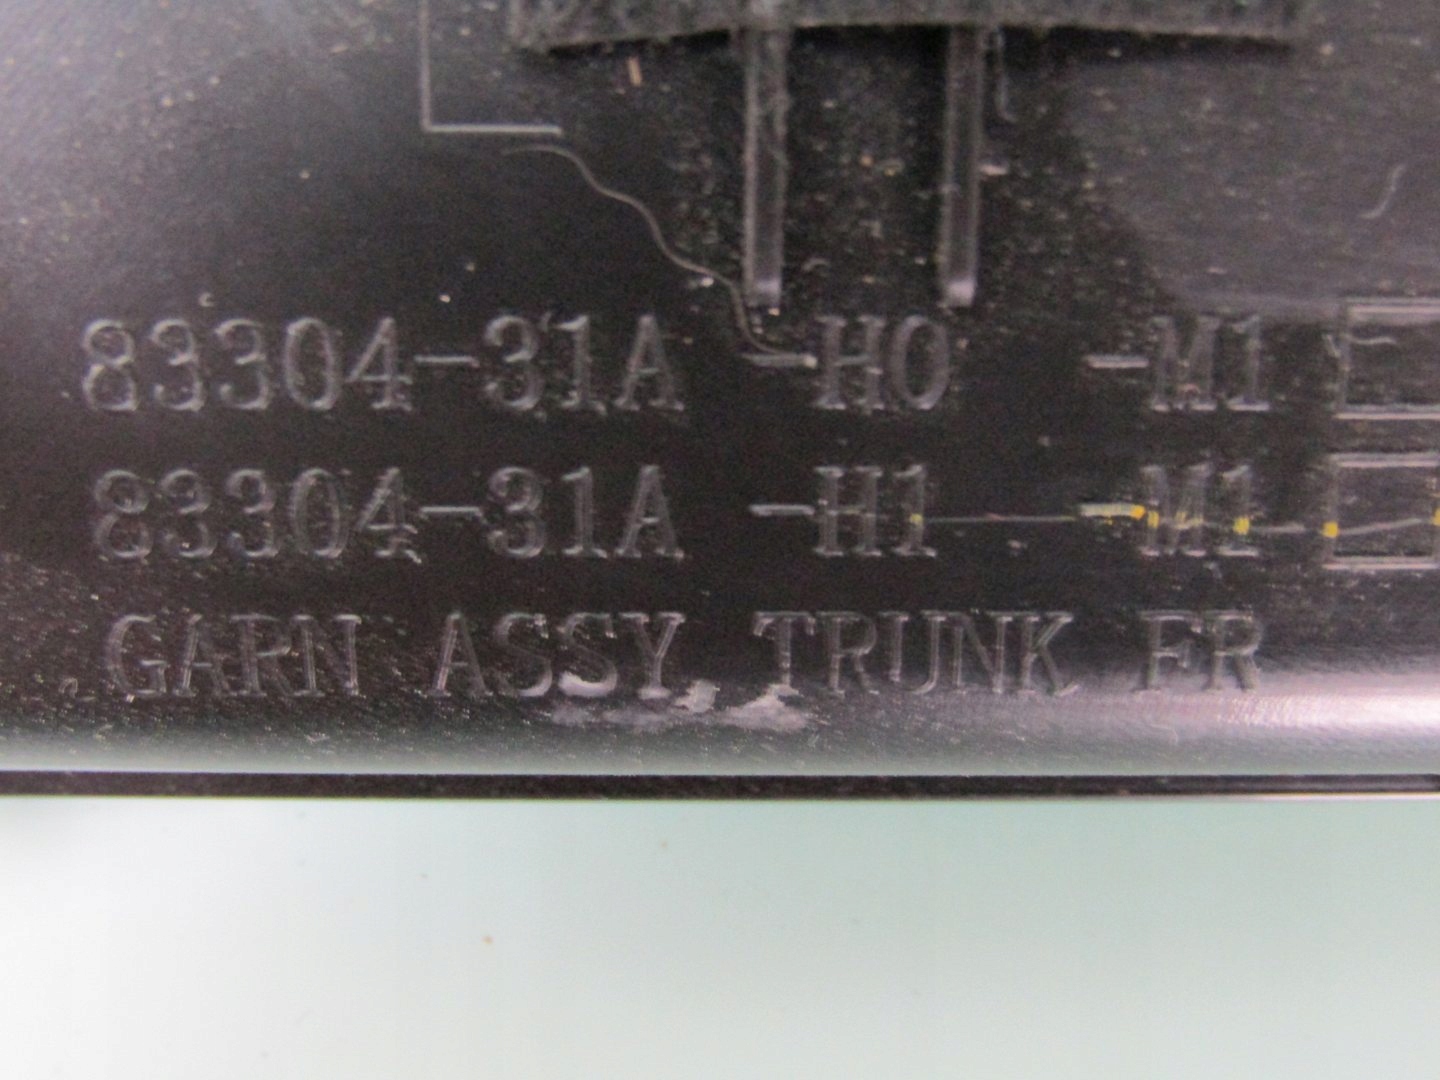 83304-31A -H0 -M1
83304-31A -H1 -M1
GARN ASSY, TRUNK FR